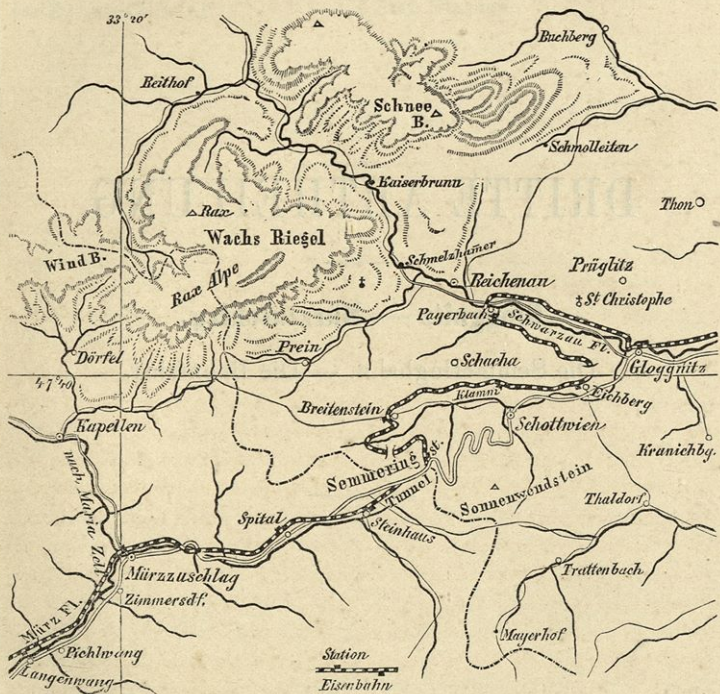 33° 20'
Buchberg
Reithof
Schnee
B.
Schmolleiten
Kaiserbrunn
Thon
Rax
Wachs Riegel
Wind B.
Schmelzhamer
Reichenau
Prüglitz
Rax Alpe
St Christophe
Payerbach
Schwarzau Fl.
Dörfel
Prein
Schacha
Gloggnitz
47° 40'
Klamm
Eichberg
Breitenstein
Schottwien
Kapellen
Kranichbg.
Semmering
St.
nach Maria Zell
Tunnel
Sonnenwendstein
Thaldorf
Spital
Steinhaus
Mürzzuschlag
Trattenbach
Zimmersdf.
Mürz Fl.
Mayerhof
Pichlwang
Station
Langenwang
Eisenbahn